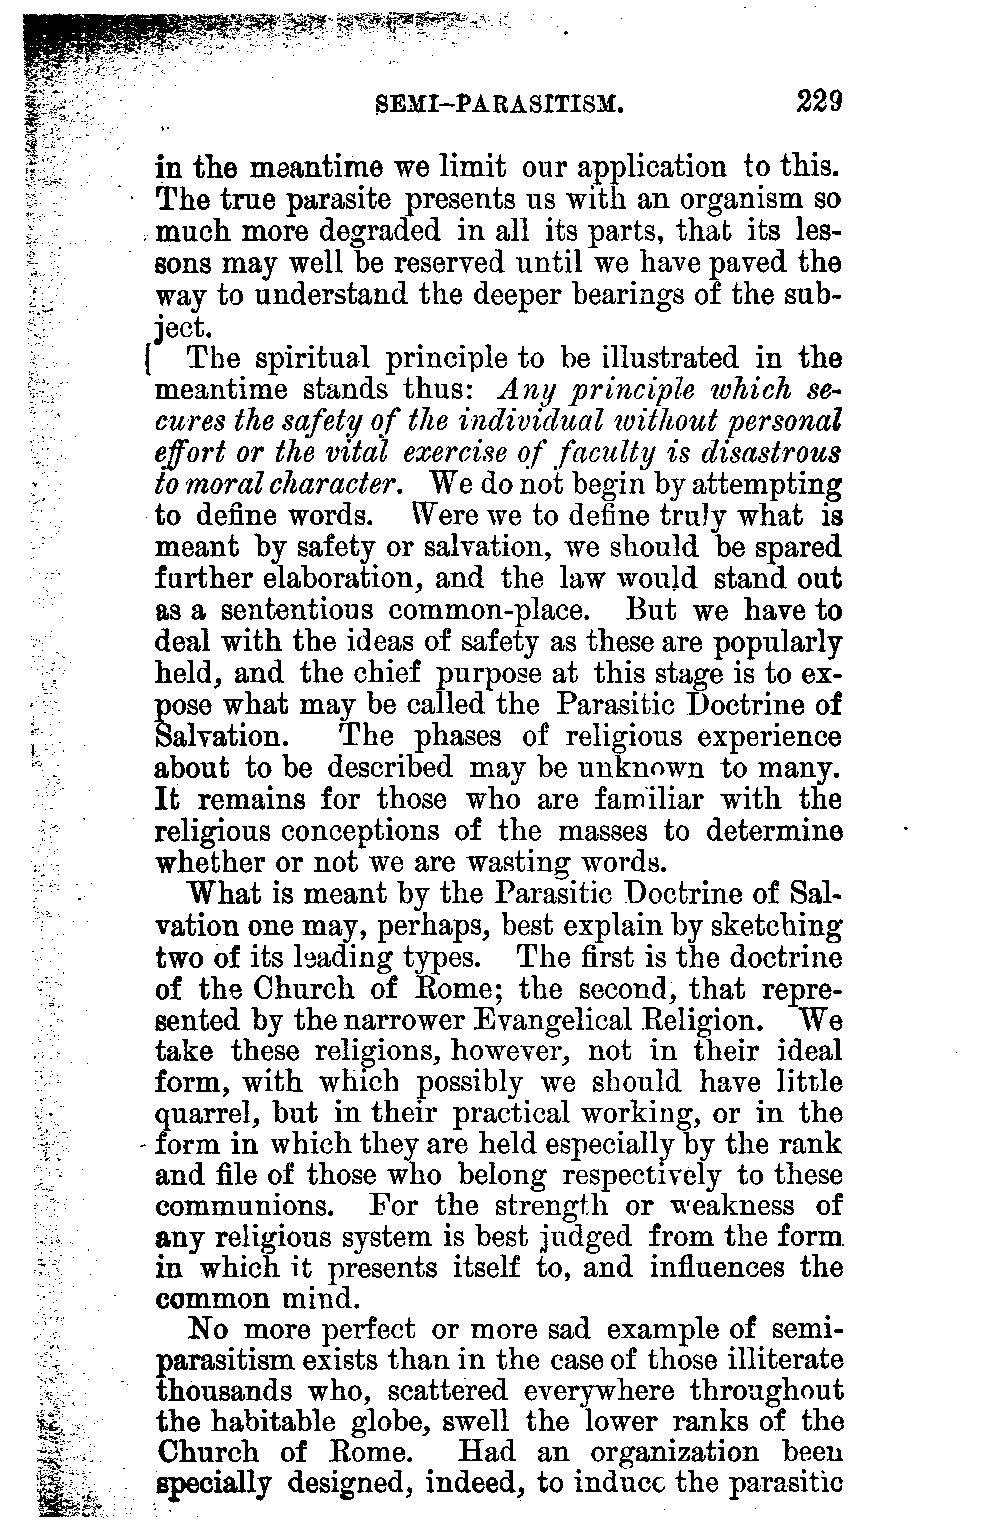 SEMI-PARASITISM. 229
in the meantime we limit our application to this.
The true parasite presents us with an organism so
much more degraded in all its parts, that its les-
sons may well be reserved until we have paved the
way to understand the deeper bearings of the sub-
ject.
The spiritual principle to be illustrated in the
meantime stands thus: Any principle which se-
cures the safety of the individual without personal
effort or the vital exercise of faculty is disastrous
to moral character. We do not begin by attempting
to define words. Were we to define truly what is
meant by safety or salvation, we should be spared
further elaboration, and the law would stand out
as a sententious common-place. But we have to
deal with the ideas of safety as these are popularly
held, and the chief purpose at this stage is to ex-
pose what may be called the Parasitic Doctrine of
Salvation. The phases of religious experience
about to be described may be unknown to many.
It remains for those who are familiar with the
religious conceptions of the masses to determine
whether or not we are wasting words.
What is meant by the Parasitic Doctrine of Sal-
vation one may, perhaps, best explain by sketching
two of its leading types. The first is the doctrine
of the Church of Rome; the second, that repre-
sented by the narrower Evangelical Religion. We
take these religions, however, not in their ideal
form, with which possibly we should have little
quarrel, but in their practical working, or in the
form in which they are held especially by the rank
and file of those who belong respectively to these
communions. For the strength or weakness of
any religious system is best judged from the form
in which it presents itself to, and influences the
common mind.
No more perfect or more sad example of semi-
parasitism exists than in the case of those illiterate
thousands who, scattered everywhere throughout
the habitable globe, swell the lower ranks of the
Church of Rome. Had an organization been
specially designed, indeed, to induce the parasitic